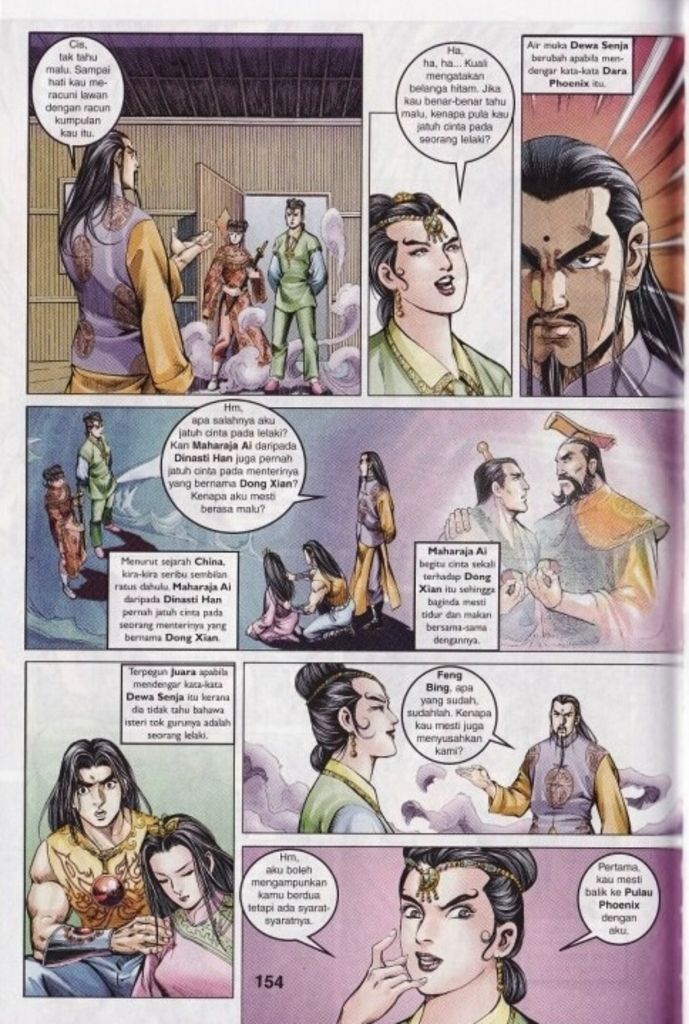 Cis,
tak tahu
malu. Sampai
hati kau me-
racuni lawan
dengan racun
kumpulan
kau itu.
Ha,
ha, ha... Kuali
mengatakan
belanga hitam. Jika
kau benar-benar tahu
malu, kenapa pula kau
jatuh cinta pada
seorang lelaki?
Air muka Dewa Senja
berubah apabila men-
dengar kata-kata Dara
Phoenix itu.
Hm,
apa salahnya aku
jatuh cinta pada lelaki?
Kan Maharaja Ai daripada
Dinasti Han juga pernah
jatuh cinta pada menterinya
yang bernama Dong Xian?
Kenapa aku mesti
berasa malu?
Menurut sejarah China,
kira-kira seribu sembilan
ratus dahulu, Maharaja Ai
daripada Dinasti Han
pernah jatuh cinta pada
seorang menterinya yang
bernama Dong Xian.
Maharaja Ai
begitu cinta sekali
terhadap Dong
Xian itu sehingga
baginda mesti
tidur dan makan
bersama-sama
dengannya.
Terpegun Juara apabila
mendengar kata-kata
Dewa Senja itu kerana
dia tidak tahu bahawa
isteri tok gurunya adalah
seorang lelaki.
Feng
Bing, apa
yang sudah,
sudahlah. Kenapa
kau mesti juga
menyusahkan
kami?
Hm,
aku boleh
mengampunkan
kamu berdua
tetapi ada syarat-
syaratnya.
Pertama,
kau mesti
balik ke Pulau
Phoenix
dengan
aku.
154